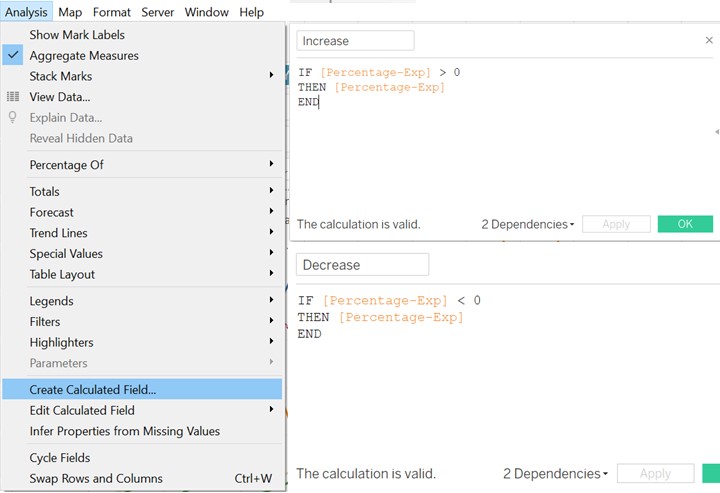 Analysis Map Format Server Window Help
Show Mark Labels
Aggregate Measures
Stack Marks
View Data...
Explain Data...
Reveal Hidden Data
Percentage Of
Totals
Forecast
Trend Lines
Special Values
Table Layout
Legends
Filters
Highlighters
Parameters
Create Calculated Field...
Edit Calculated Field
Infer Properties from Missing Values
Cycle Fields
Swap Rows and Columns Ctrl+W
Increase
IF [Percentage-Exp] > 0
THEN [Percentage-Exp]
END
The calculation is valid. 2 Dependencies Apply OK
Decrease
IF [Percentage-Exp] < 0
THEN [Percentage-Exp]
END
The calculation is valid. 2 Dependencies Apply